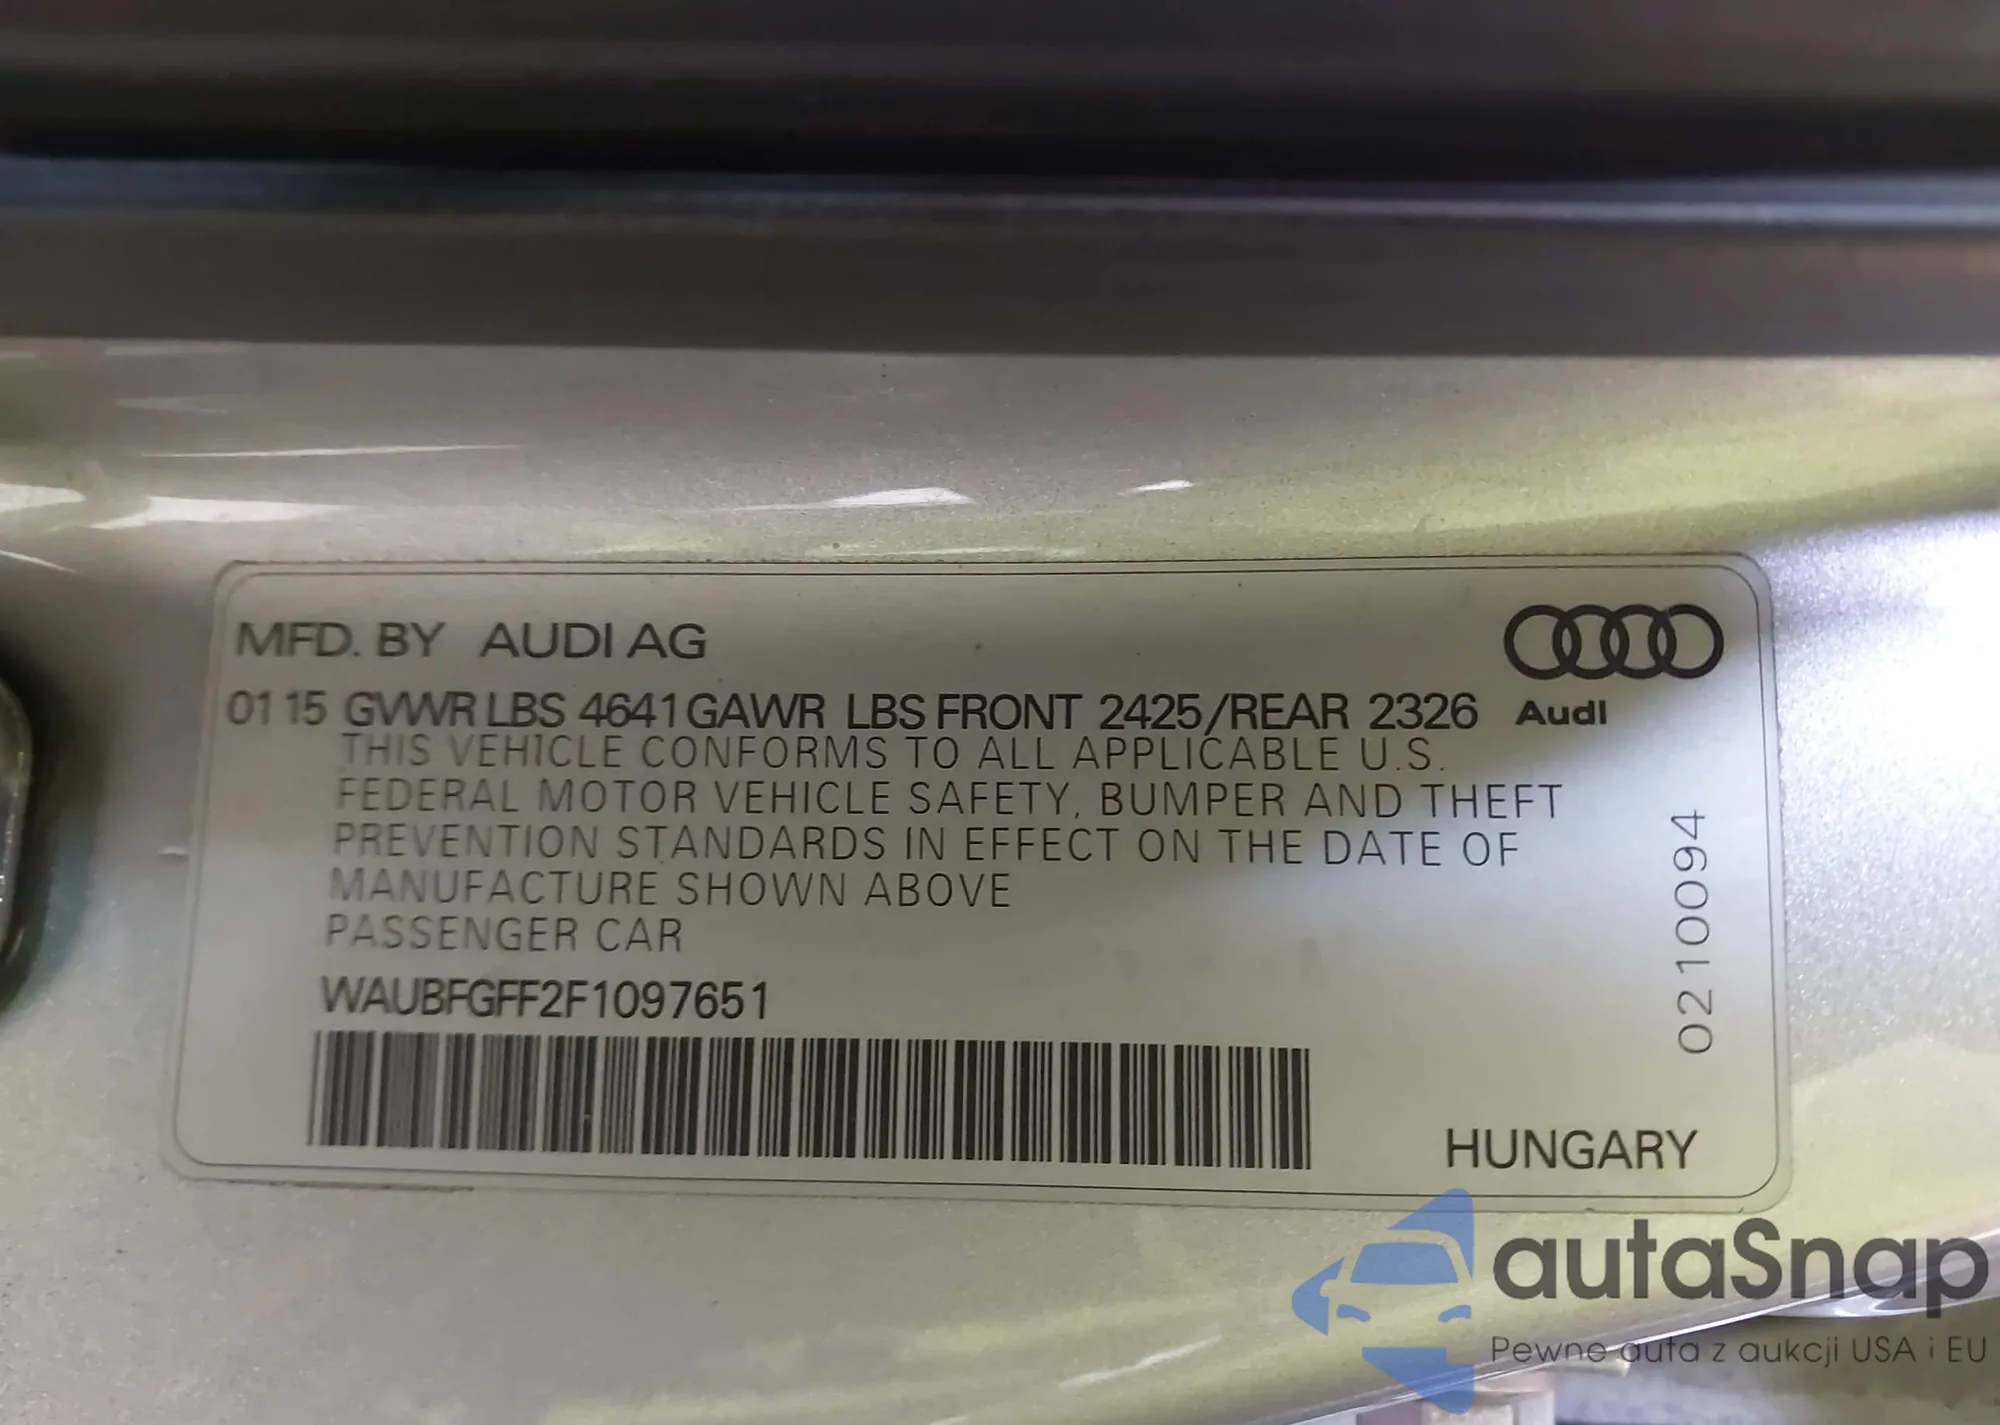 MFD. BY AUDI AG
01 15 GVWR LBS 4641 GAWR LBS FRONT 2425/REAR 2326
Audi
THIS VEHICLE CONFORMS TO ALL APPLICABLE U.S.
FEDERAL MOTOR VEHICLE SAFETY, BUMPER AND THEFT
PREVENTION STANDARDS IN EFFECT ON THE DATE OF
MANUFACTURE SHOWN ABOVE
PASSENGER CAR
WAUBFGFF2F1097651
0210094
HUNGARY
autaSnap
Pewne auta z aukcji USA i EU